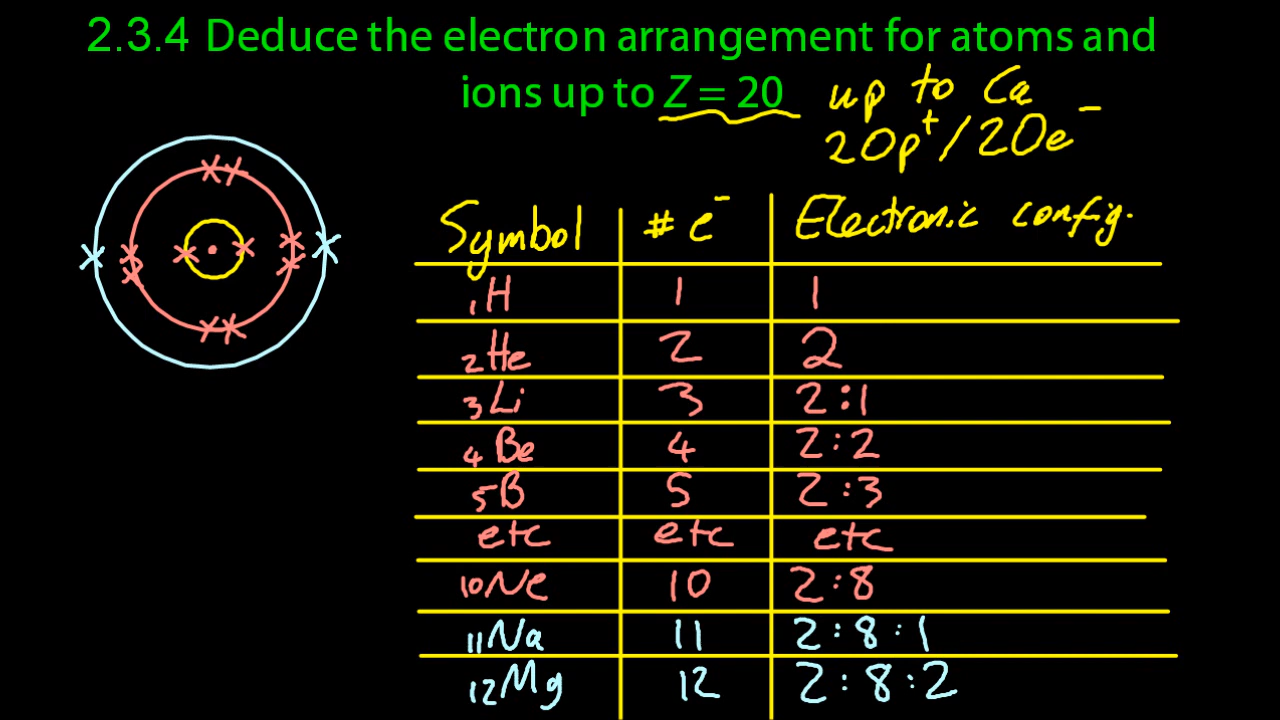 2.3.4 Deduce the electron arrangement for atoms and
ions up to Z = 20
up to Ca
20p⁺/20e⁻
Symbol # e⁻ Electronic config.
₁H 1 1
₂He 2 2
₃Li 3 2:1
₄Be 4 2:2
₅B 5 2:3
etc etc etc
₁₀Ne 10 2:8
₁₁Na 11 2:8:1
₁₂Mg 12 2:8:2